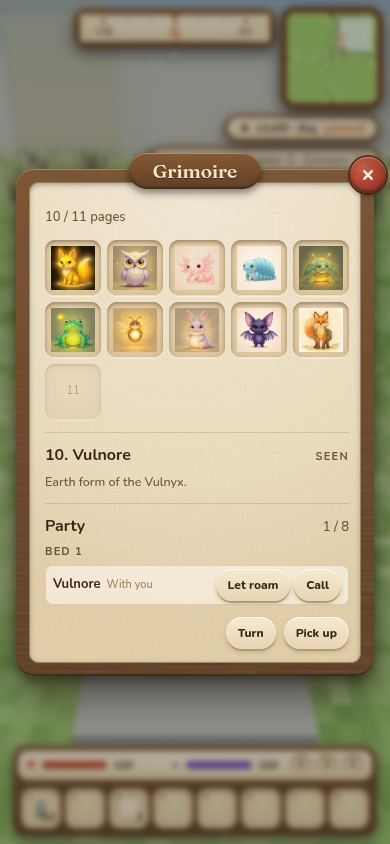 Grimoire
10 / 11 pages
11
10. Vulnore SEEN
Earth form of the Vulnyx.
Party 1 / 8
BED 1
Vulnore With you Let roam Call
Turn Pick up